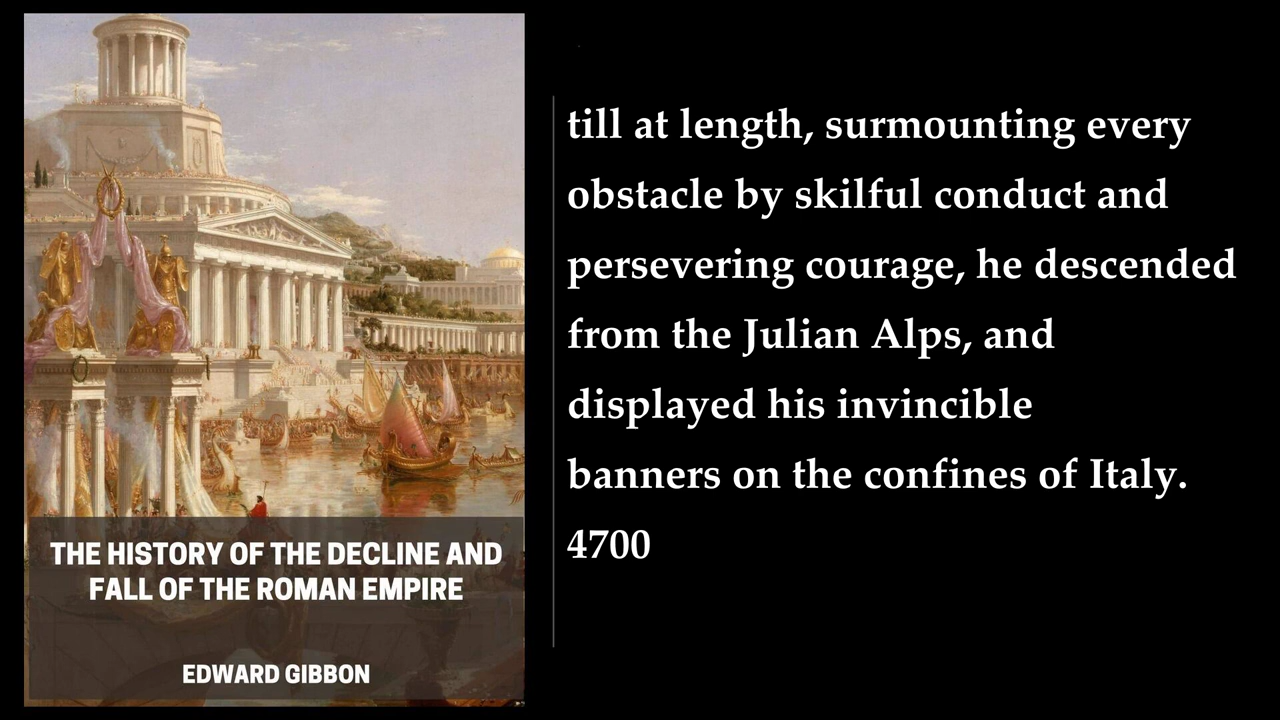 THE HISTORY OF THE DECLINE AND
FALL OF THE ROMAN EMPIRE
EDWARD GIBBON
till at length, surmounting every
obstacle by skilful conduct and
persevering courage, he descended
from the Julian Alps, and
displayed his invincible
banners on the confines of Italy.
4700